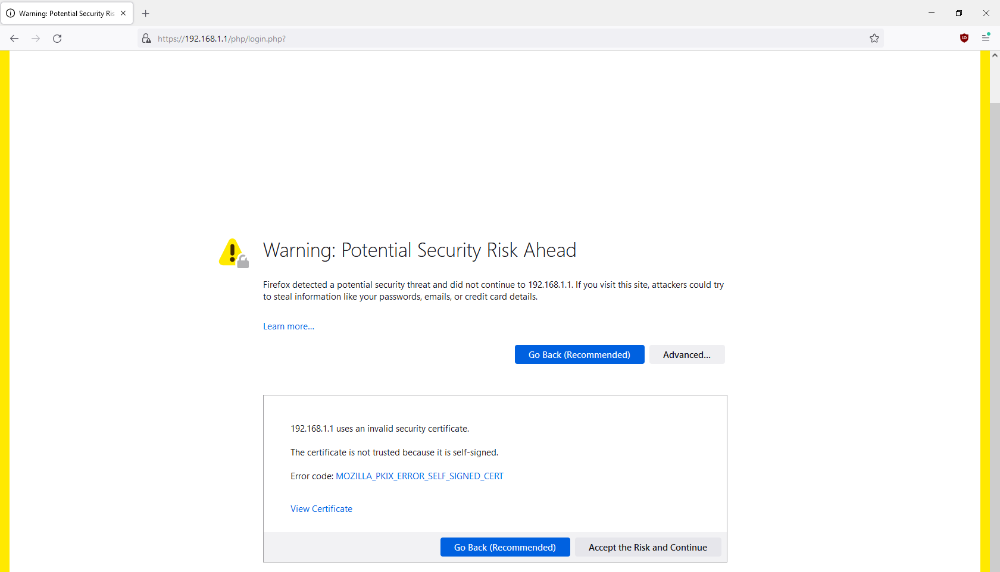 Warning: Potential Security Ris
https://192.168.1.1/php/login.php?
Warning: Potential Security Risk Ahead
Firefox detected a potential security threat and did not continue to 192.168.1.1. If you visit this site, attackers could try
to steal information like your passwords, emails, or credit card details.
Learn more...
Go Back (Recommended)
Advanced...
192.168.1.1 uses an invalid security certificate.
The certificate is not trusted because it is self-signed.
Error code: MOZILLA_PKIX_ERROR_SELF_SIGNED_CERT
View Certificate
Go Back (Recommended)
Accept the Risk and Continue